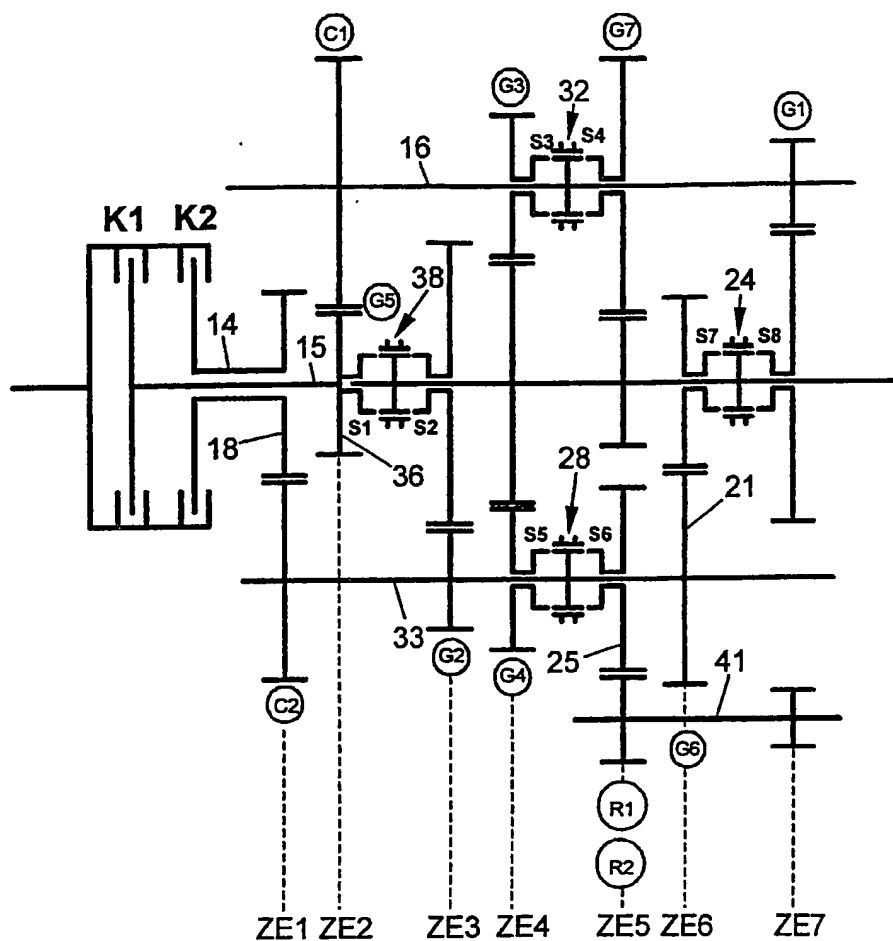 C1 G7
G3 32 G1
S3 S4
16
K1 K2
G5 38 24
14
15 S7 S8
S1 S2
18 36 28 21
S5 S6
33 G2 25 41
C2 G4
G6
R1
R2
ZE1 ZE2 ZE3 ZE4 ZE5 ZE6 ZE7